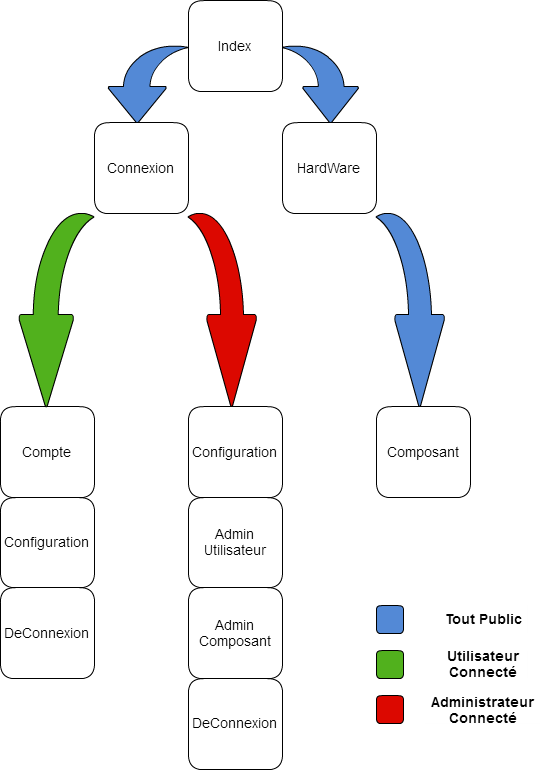 Index
Connexion
HardWare
Compte
Configuration
DeConnexion
Configuration
Admin
Utilisateur
Admin
Composant
DeConnexion
Composant
Tout Public
Utilisateur
Connecté
Administrateur
Connecté